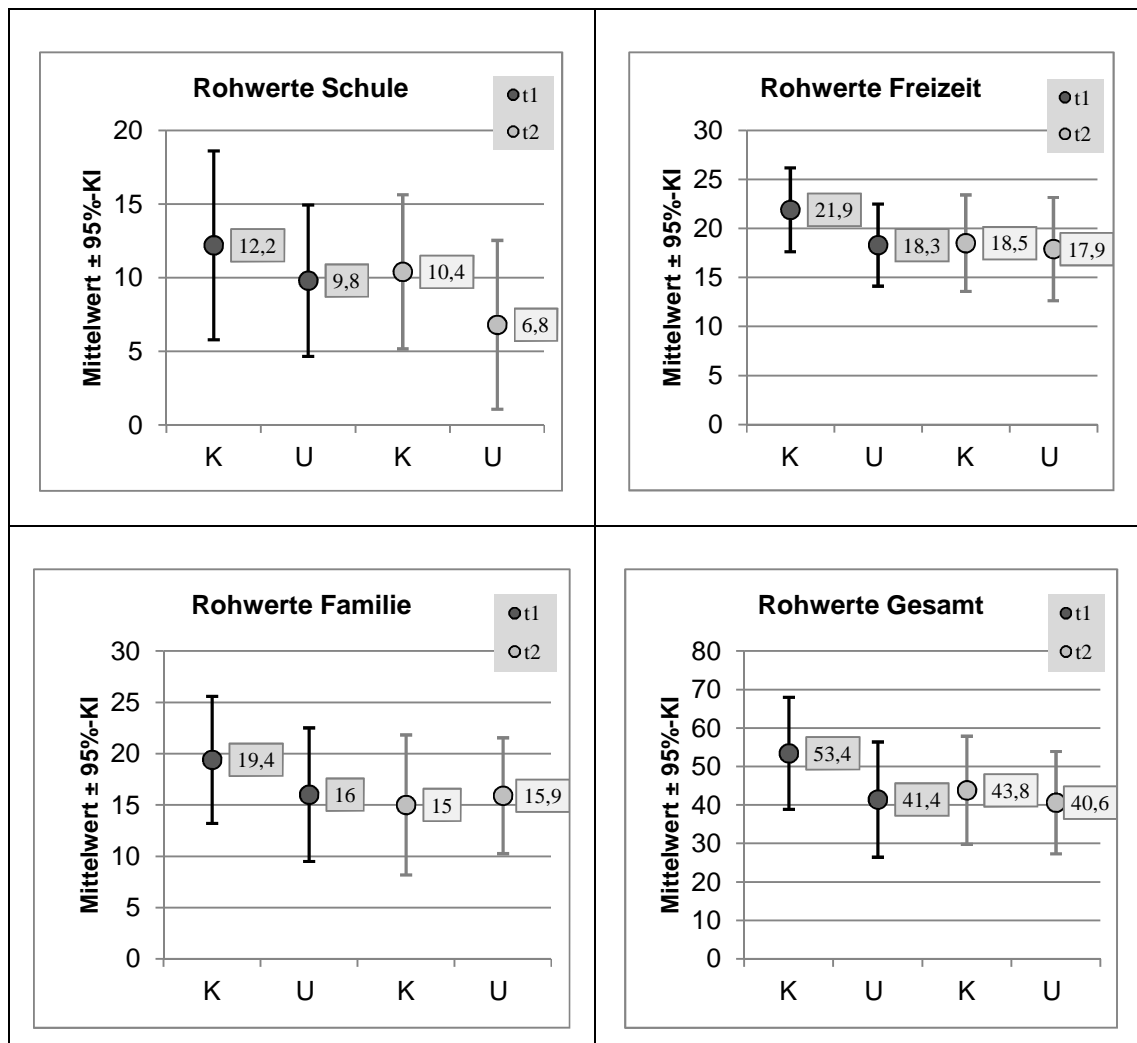 Rohwerte Schule
t1
t2
Mittelwert ± 95%-KI
20
15
10
5
0
12,2
9,8
10,4
6,8
K U K U
Rohwerte Freizeit
t1
t2
Mittelwert ± 95%-KI
30
25
20
15
10
5
0
21,9
18,3
18,5
17,9
K U K U
Rohwerte Familie
t1
t2
Mittelwert ± 95%-KI
30
25
20
15
10
5
0
19,4
16
15
15,9
K U K U
Rohwerte Gesamt
t1
t2
Mittelwert ± 95%-KI
80
70
60
50
40
30
20
10
0
53,4
41,4
43,8
40,6
K U K U